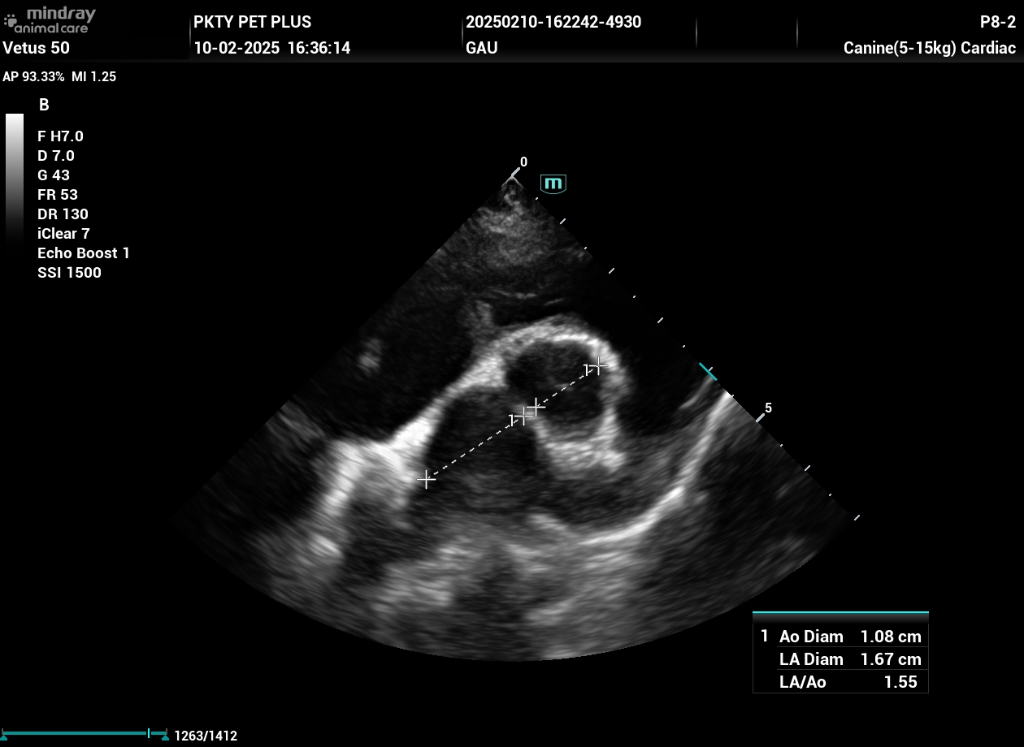 mindray
animalcare
Vetus 50
PKTY PET PLUS
10-02-2025 16:36:14
20250210-162242-4930
GAU
P8-2
Canine(5-15kg) Cardiac
AP 93.33% MI 1.25
B
F H7.0
D 7.0
G 43
FR 53
DR 130
iClear 7
Echo Boost 1
SSI 1500
0
m
5
1
1
1 Ao Diam 1.08 cm
LA Diam 1.67 cm
LA/Ao 1.55
1263/1412